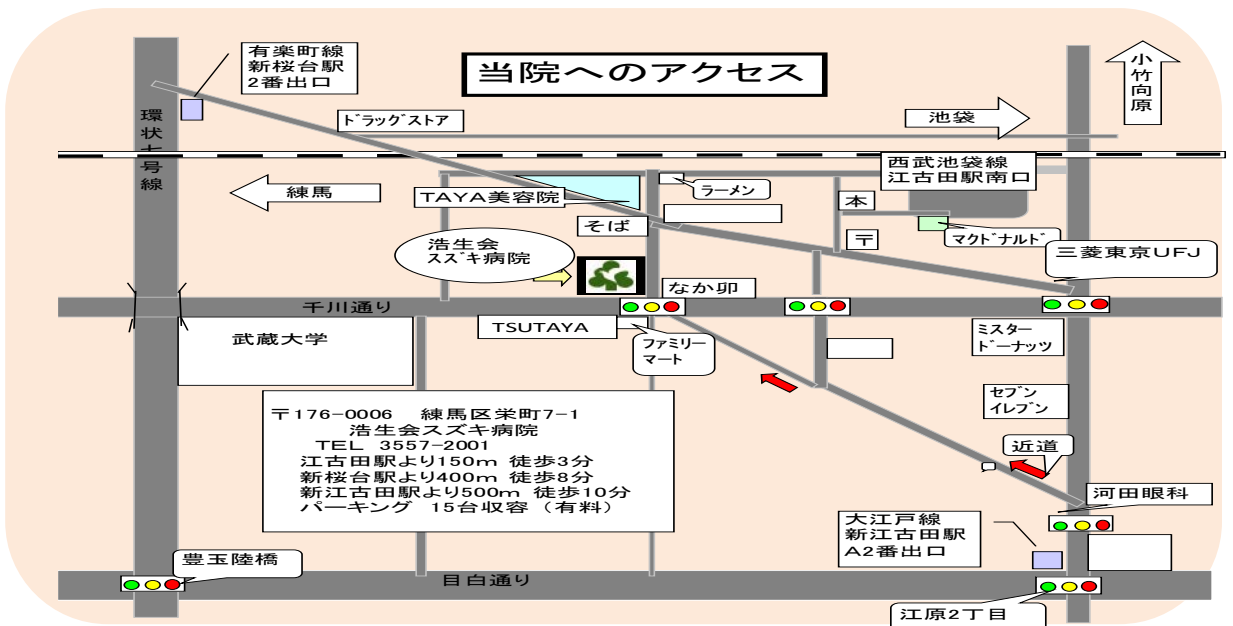 有楽町線
新桜台駅
2番出口
当院へのアクセス
小竹向原
環状七号線
ドラッグストア
池袋
西武池袋線
江古田駅南口
練馬
TAYA美容院
ラーメン
本
そば
〒
マクドナルド
浩生会
スズキ病院
三菱東京UFJ
なか卯
千川通り
TSUTAYA
ファミリー
マート
ミスター
ドーナッツ
武蔵大学
セブン
イレブン
〒176-0006 練馬区栄町7-1
浩生会スズキ病院
TEL 3557-2001
江古田駅より150m 徒歩3分
新桜台駅より400m 徒歩8分
新江古田駅より500m 徒歩10分
パーキング 15台収容（有料）
近道
河田眼科
大江戸線
新江古田駅
A2番出口
豊玉陸橋
目白通り
江原2丁目